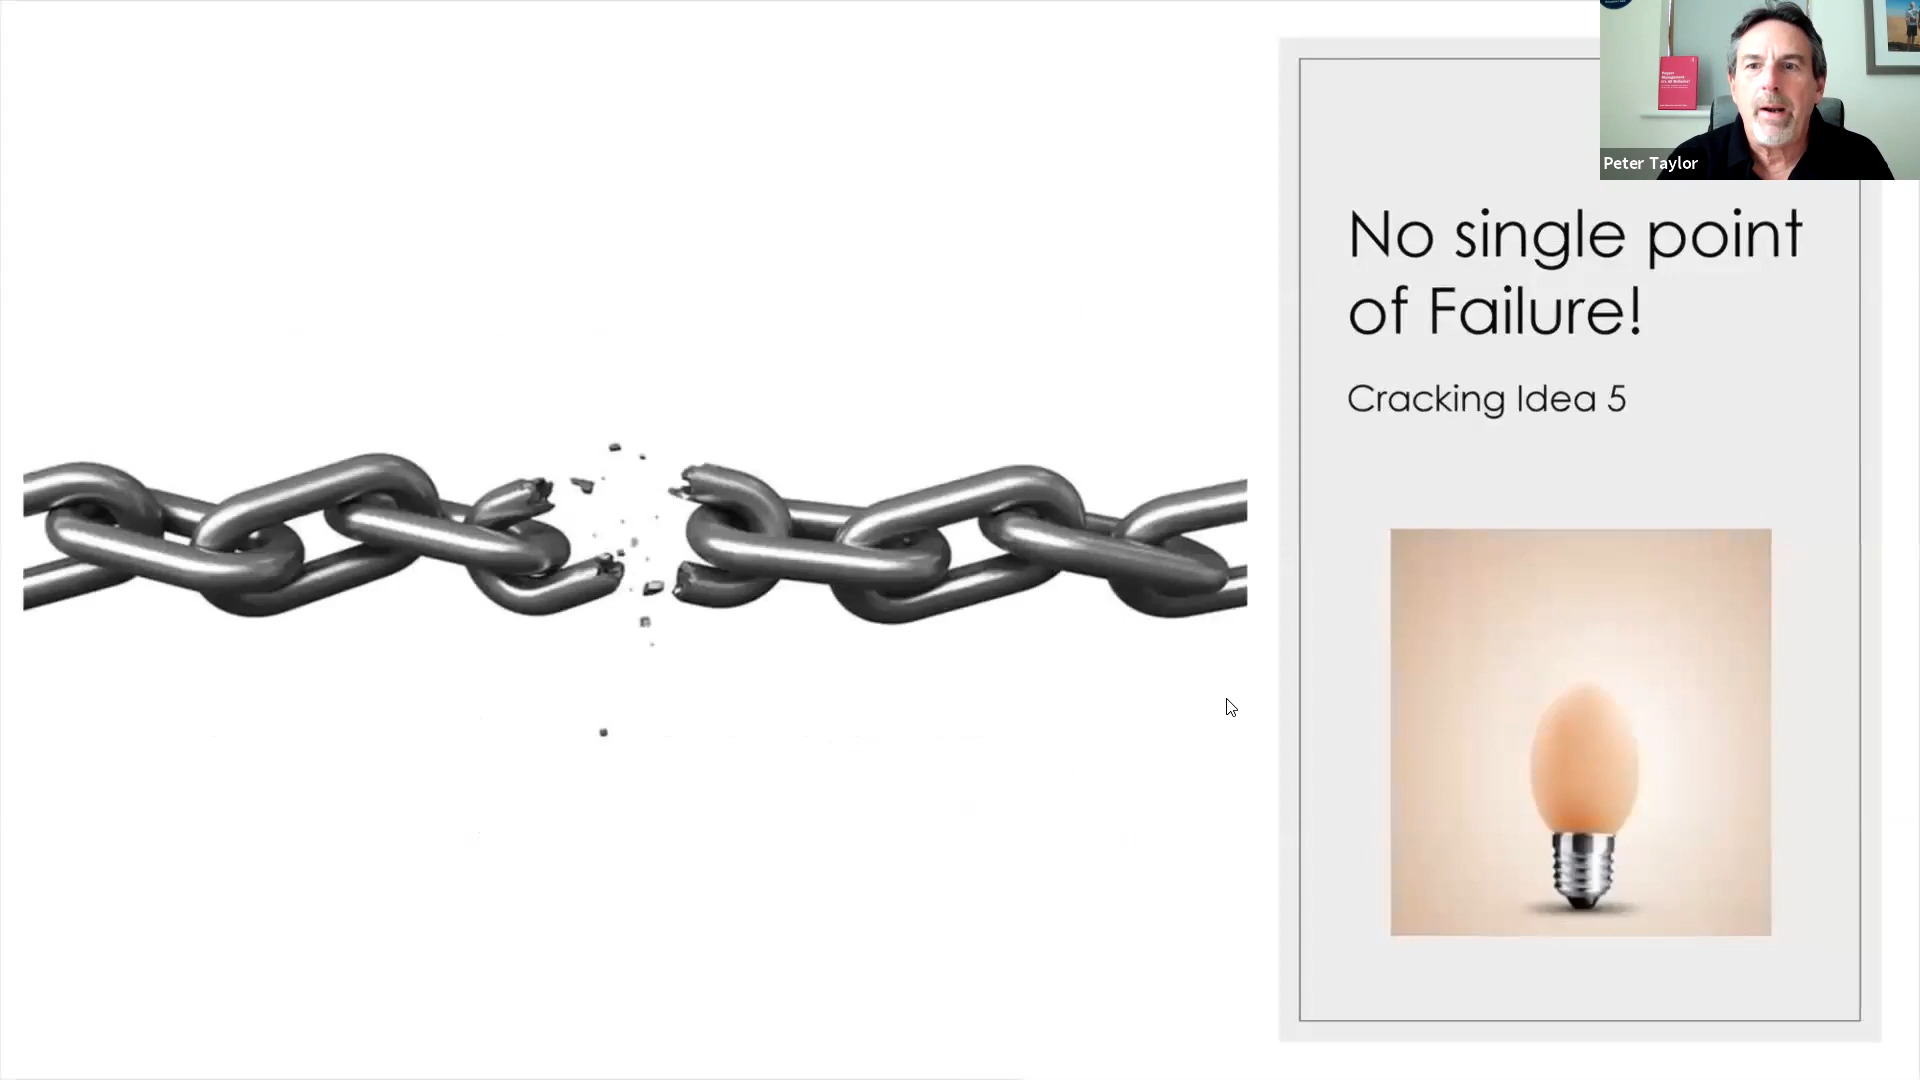 Peter Taylor
No single point
of Failure!
Cracking Idea 5